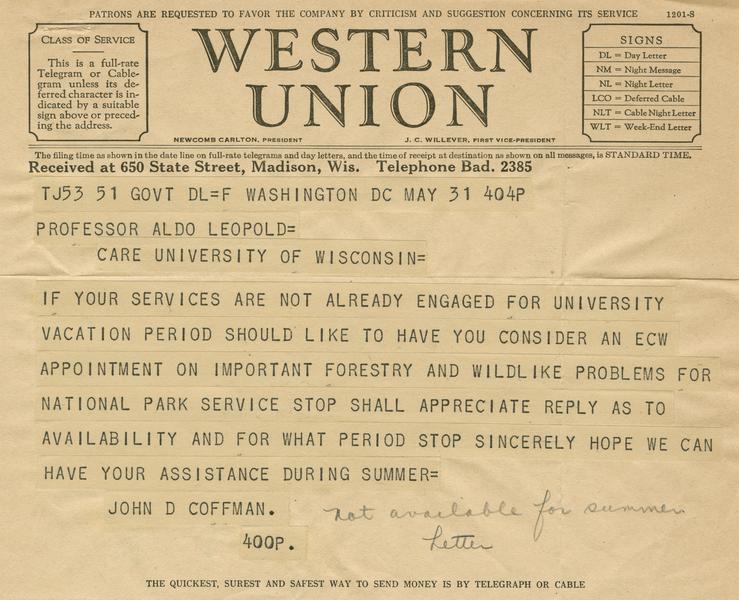 PATRONS ARE REQUESTED TO FAVOR THE COMPANY BY CRITICISM AND SUGGESTION CONCERNING ITS SERVICE 1201-S
CLASS OF SERVICE
This is a full-rate
Telegram or Cable-
gram unless its de-
ferred character is in-
dicated by a suitable
sign above or preced-
ing the address.
WESTERN
UNION
NEWCOMB CARLTON, PRESIDENT J. C. WILLEVER, FIRST VICE-PRESIDENT
SIGNS
DL = Day Letter
NM = Night Message
NL = Night Letter
LCO = Deferred Cable
NLT = Cable Night Letter
WLT = Week-End Letter
The filing time as shown in the date line on full-rate telegrams and day letters, and the time of receipt at destination as shown on all messages, is STANDARD TIME.
Received at 650 State Street, Madison, Wis. Telephone Bad. 2385
TJ53 51 GOVT DL=F WASHINGTON DC MAY 31 404P
PROFESSOR ALDO LEOPOLD=
CARE UNIVERSITY OF WISCONSIN=
IF YOUR SERVICES ARE NOT ALREADY ENGAGED FOR UNIVERSITY
VACATION PERIOD SHOULD LIKE TO HAVE YOU CONSIDER AN ECW
APPOINTMENT ON IMPORTANT FORESTRY AND WILDLIKE PROBLEMS FOR
NATIONAL PARK SERVICE STOP SHALL APPRECIATE REPLY AS TO
AVAILABILITY AND FOR WHAT PERIOD STOP SINCERELY HOPE WE CAN
HAVE YOUR ASSISTANCE DURING SUMMER=
JOHN D COFFMAN.
not available for summer
Letter
400P.
THE QUICKEST, SUREST AND SAFEST WAY TO SEND MONEY IS BY TELEGRAPH OR CABLE